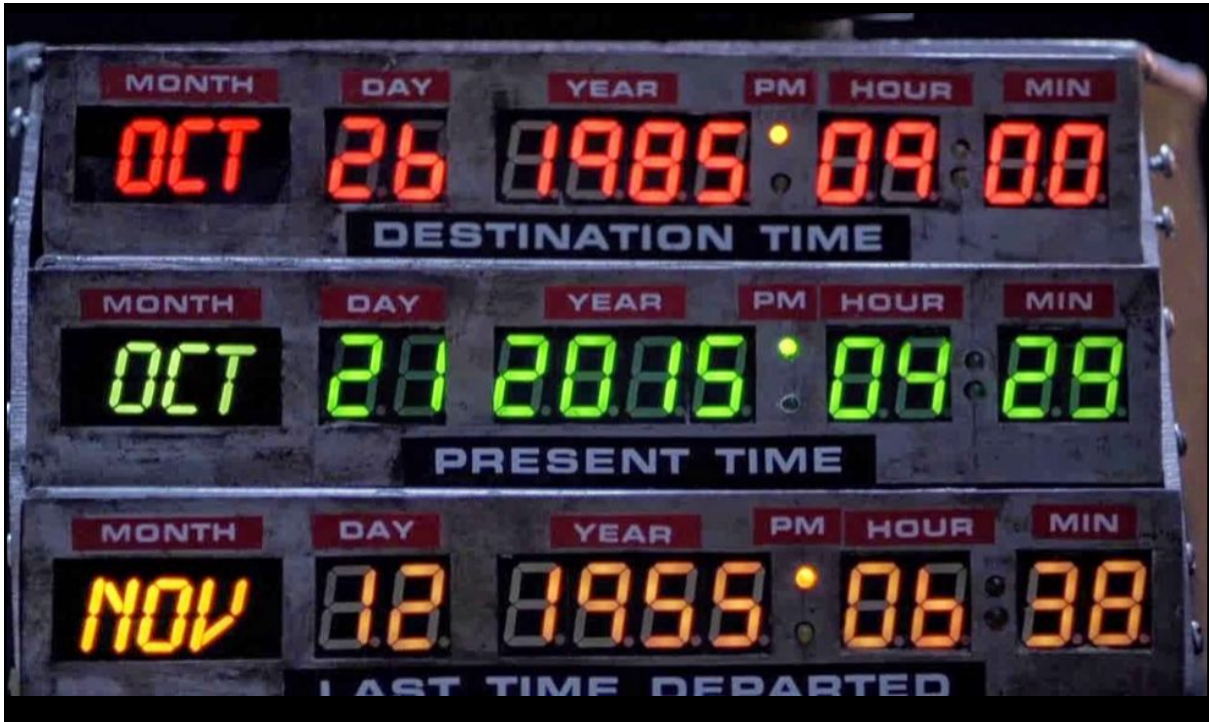 MONTH DAY YEAR PM HOUR MIN
OCT 26 1985 09 00
DESTINATION TIME
MONTH DAY YEAR PM HOUR MIN
OCT 21 2015 04 29
PRESENT TIME
MONTH DAY YEAR PM HOUR MIN
NOV 12 1955 06 38
LAST TIME DEPARTED